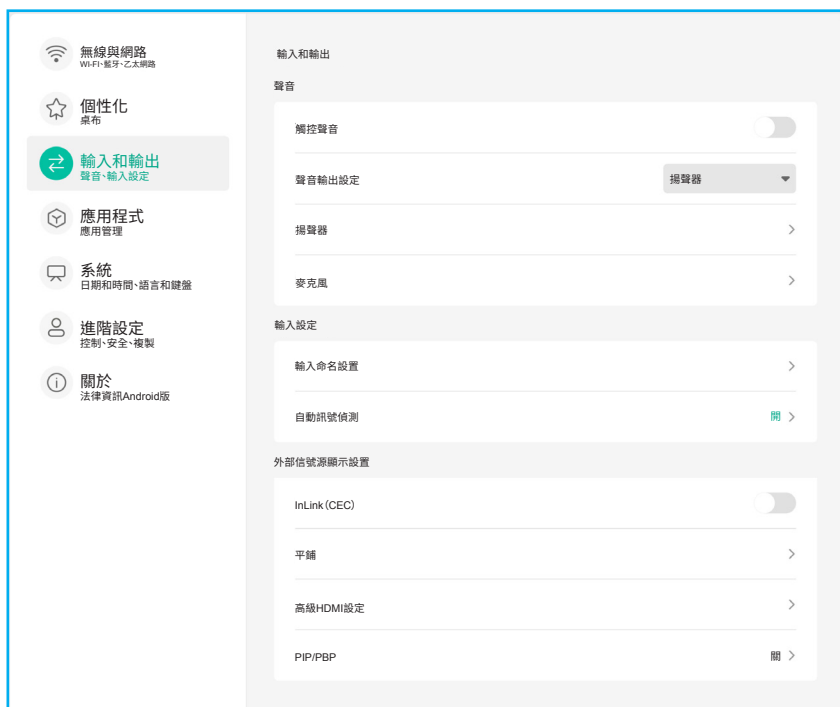 無線與網路
WI-FI、藍牙、乙太網路
個性化
桌布
輸入和輸出
聲音、輸入設定
應用程式
應用管理
系統
日期和時間、語言和鍵盤
進階設定
控制、安全、複製
關於
法律資訊Android版
輸入和輸出
聲音
觸控聲音
聲音輸出設定
揚聲器
揚聲器
麥克風
輸入設定
輸入命名設置
自動訊號偵測
開
外部信號源顯示設置
InLink（CEC）
平鋪
高級HDMI設定
PIP/PBP
關